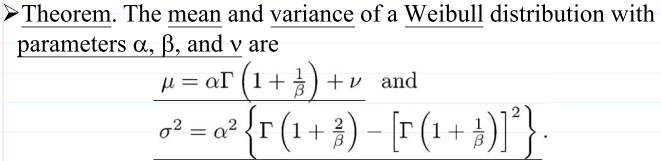 ➢Theorem. The mean and variance of a Weibull distribution with
parameters α, β, and ν are
μ = αΓ (1 + 1/β) + ν and
σ² = α² {Γ (1 + 2/β) − [Γ (1 + 1/β)]²} .